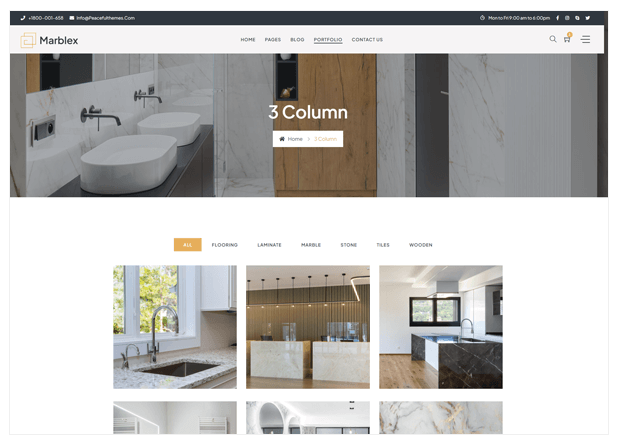 +1800-001-658 Info@Peacefulthemes.Com Mon to Fri 9:00 am to 6:00pm
Marblex HOME PAGES BLOG PORTFOLIO CONTACT US
3 Column
Home > 3 Column
ALL FLOORING LAMINATE MARBLE STONE TILES WOODEN